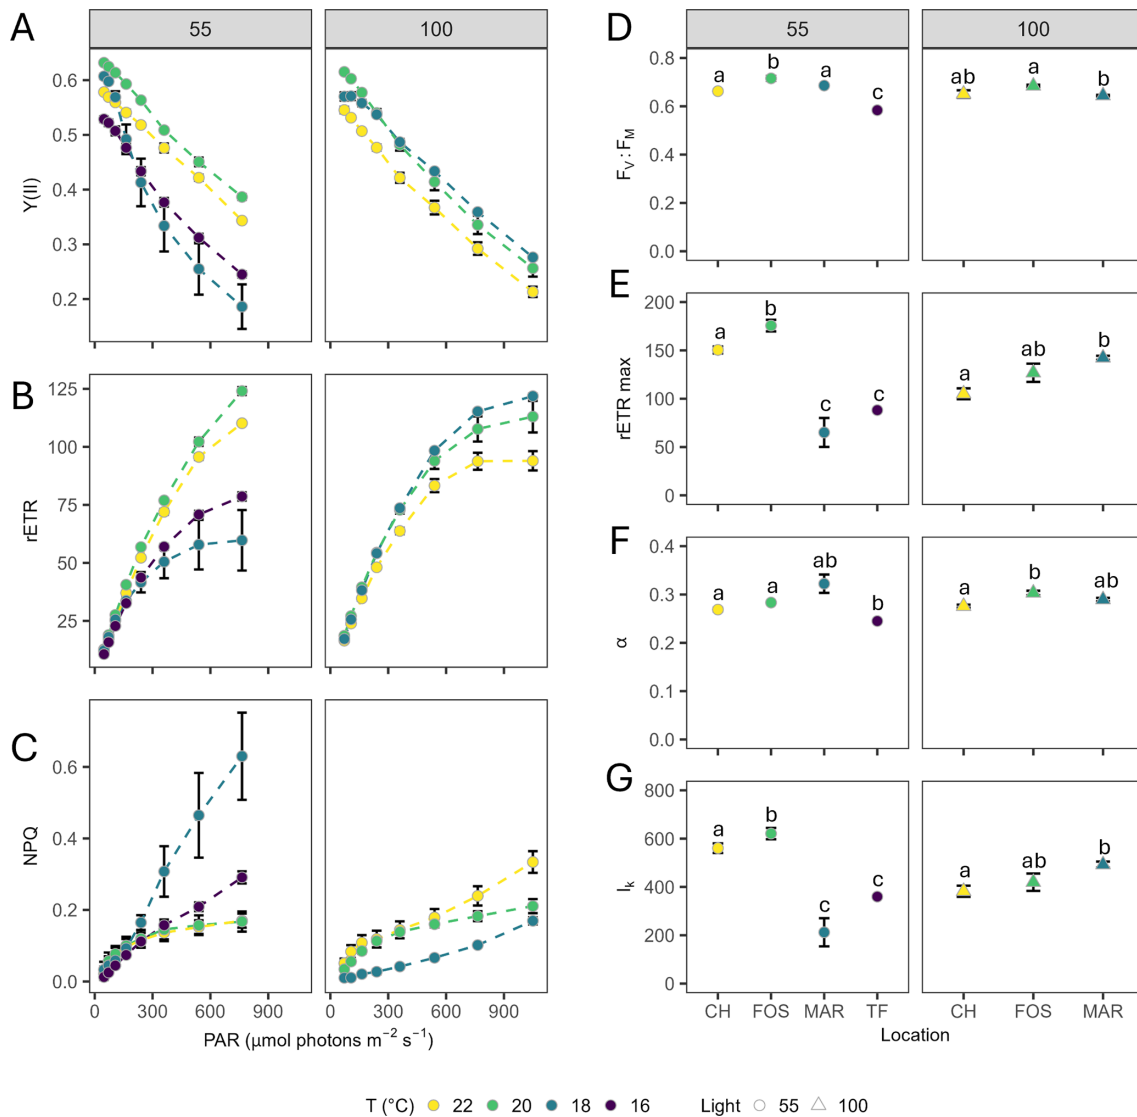 A
55
100
0.6
0.5
0.4
0.3
0.2
Y(II)
B
125
100
75
50
25
rETR
C
0.6
0.4
0.2
0.0
NPQ
0 300 600 900 0 300 600 900
PAR (μmol photons m⁻² s⁻¹)
D
55
100
0.8
0.6
0.4
0.2
0.0
Fᵥ : Fₘ
a b a c ab a b
E
200
150
100
50
0
rETR max
a b c c a ab b
F
0.4
0.3
0.2
0.1
0.0
α
a a ab b a b ab
G
800
600
400
200
0
Iₖ
a b c c a ab b
CH FOS MAR TF CH FOS MAR
Location
T (°C) 22 20 18 16 Light 55 100